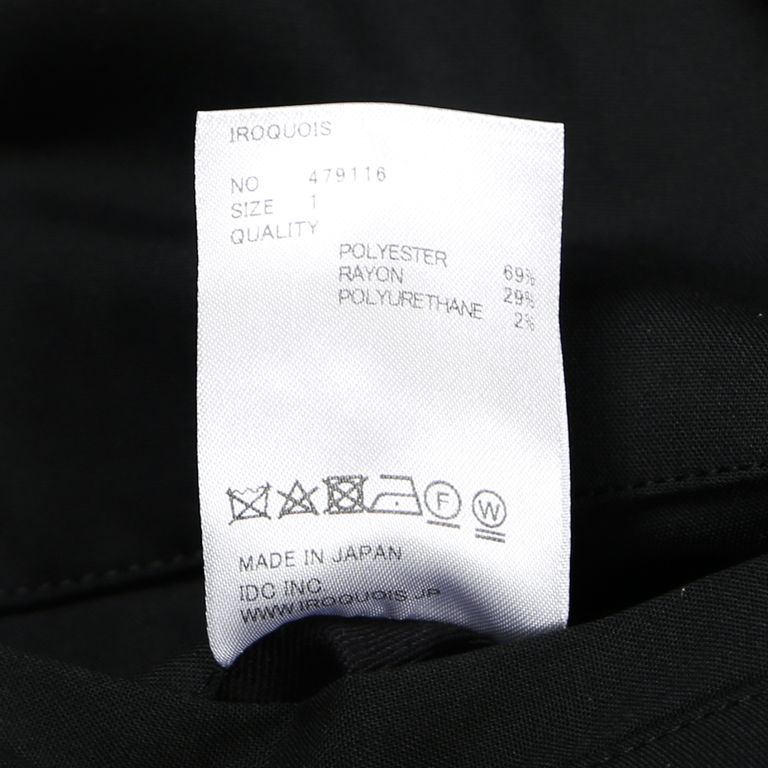 IROQUOIS
NO 479116
SIZE 1
QUALITY
POLYESTER 69%
RAYON 29%
POLYURETHANE 2%
F W
MADE IN JAPAN
IDC INC
WWW.IROQUOIS.JP